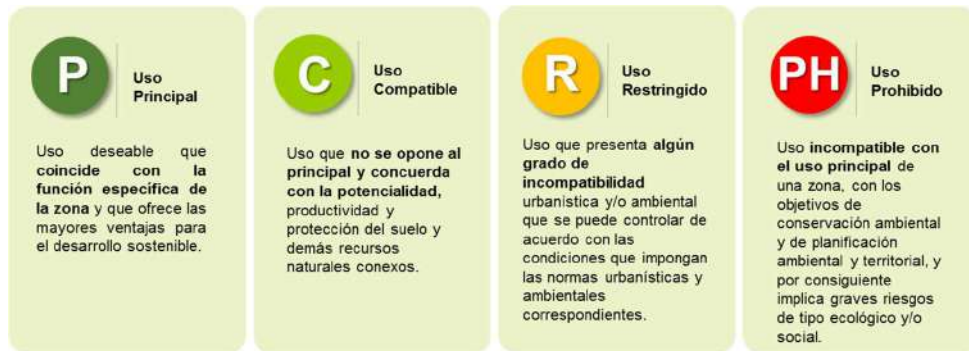 P
Uso
Principal
Uso deseable que
coincide con la
función específica de
la zona y que ofrece las
mayores ventajas para
el desarrollo sostenible.
C
Uso
Compatible
Uso que no se opone al
principal y concuerda
con la potencialidad,
productividad y
protección del suelo y
demás recursos
naturales conexos.
R
Uso
Restringido
Uso que presenta algún
grado de
incompatibilidad
urbanística y/o ambiental
que se puede controlar de
acuerdo con las
condiciones que impongan
las normas urbanísticas y
ambientales
correspondientes.
PH
Uso
Prohibido
Uso incompatible con
el uso principal de
una zona, con los
objetivos de
conservación ambiental
y de planificación
ambiental y territorial, y
por consiguiente
implica graves riesgos
de tipo ecológico y/o
social.